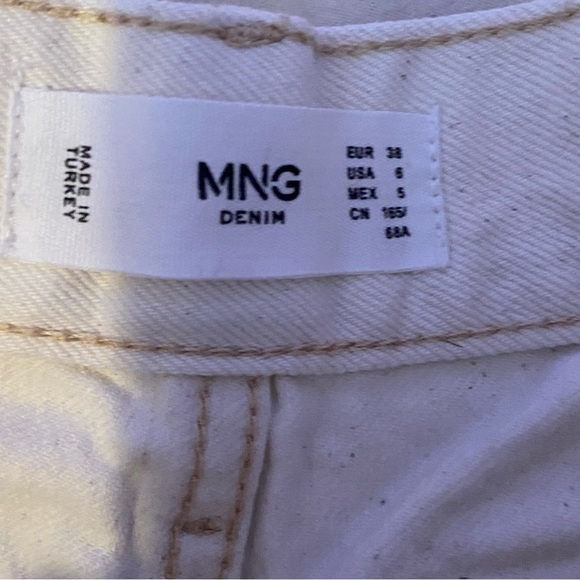 MADE IN
TURKEY
MNG
DENIM
EUR 38
USA 6
MEX 5
CN 165/
68A